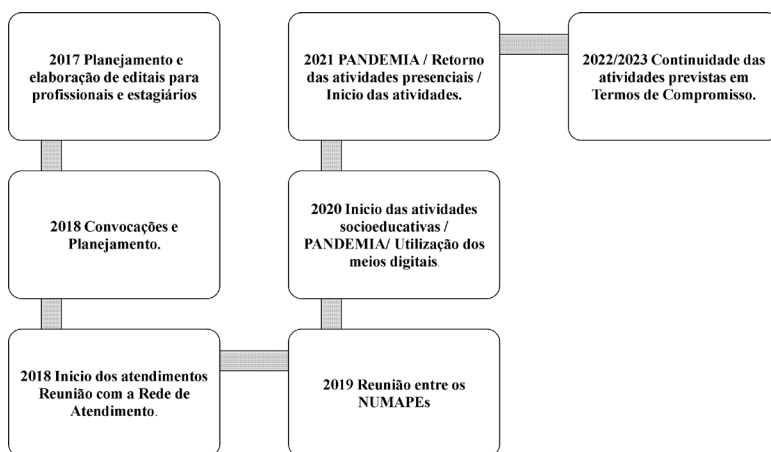 2017 Planejamento e
elaboração de editais para
profissionais e estagiários
2018 Convocações e
Planejamento.
2018 Inicio dos atendimentos
Reunião com a Rede de
Atendimento.
2019 Reunião entre os
NUMAPEs
2020 Inicio das atividades
socioeducativas /
PANDEMIA/ Utilização dos
meios digitais.
2021 PANDEMIA / Retorno
das atividades presenciais /
Inicio das atividades.
2022/2023 Continuidade das
atividades previstas em
Termos de Compromisso.